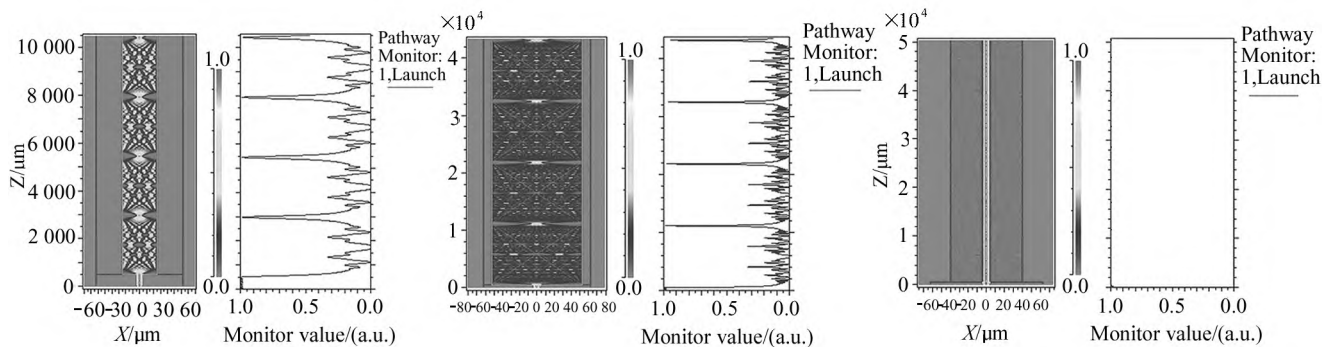 10 000
8 000
6 000
4 000
2 000
0
Z/μm
−60 −30 0 30 60
X/μm
1.0
0.0
Pathway
Monitor:
1,Launch
1.0 0.5 0.0
Monitor value/(a.u.)
×10⁴
4
3
2
1
0
−80 −60 −40 −20 0 20 40 60 80
1.0
0.0
Pathway
Monitor:
1,Launch
1.0 0.5 0.0
Monitor value/(a.u.)
×10⁴
5
4
3
2
1
0
Z/μm
−60 −40 −20 0 20 40 60
X/μm
1.0
0.0
Pathway
Monitor:
1,Launch
1.0 0.5 0.0
Monitor value/(a.u.)